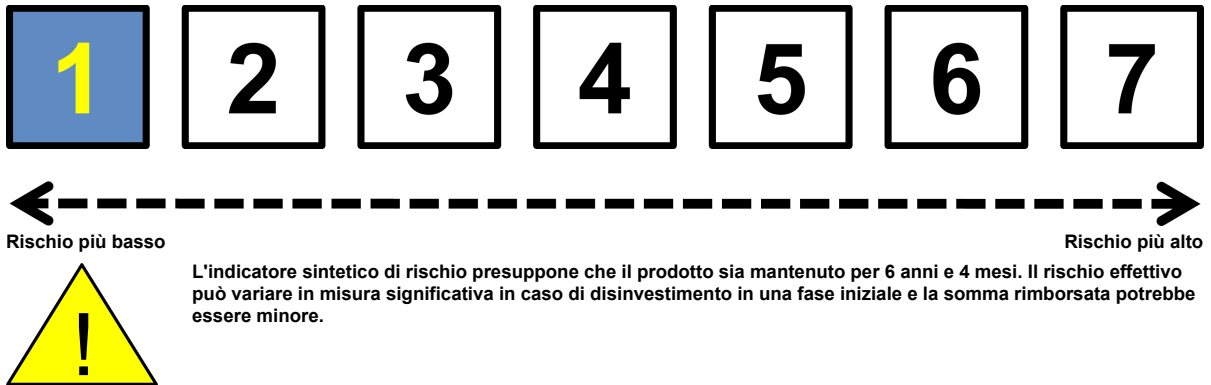 1 2 3 4 5 6 7
Rischio più basso Rischio più alto
L'indicatore sintetico di rischio presuppone che il prodotto sia mantenuto per 6 anni e 4 mesi. Il rischio effettivo
può variare in misura significativa in caso di disinvestimento in una fase iniziale e la somma rimborsata potrebbe
essere minore.
!